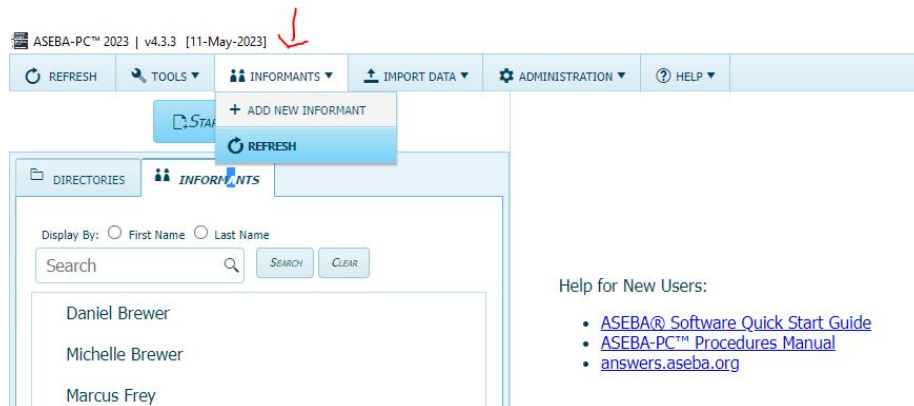 ASEBA-PC™ 2023 | v4.3.3 [11-May-2023]
REFRESH TOOLS INFORMANTS IMPORT DATA ADMINISTRATION HELP
ADD NEW INFORMANT
REFRESH
DIRECTORIES INFORMANTS
Display By: First Name Last Name
Search SEARCH CLEAR
Daniel Brewer
Michelle Brewer
Marcus Frey
Help for New Users:
• ASEBA® Software Quick Start Guide
• ASEBA-PC™ Procedures Manual
• answers.aseba.org